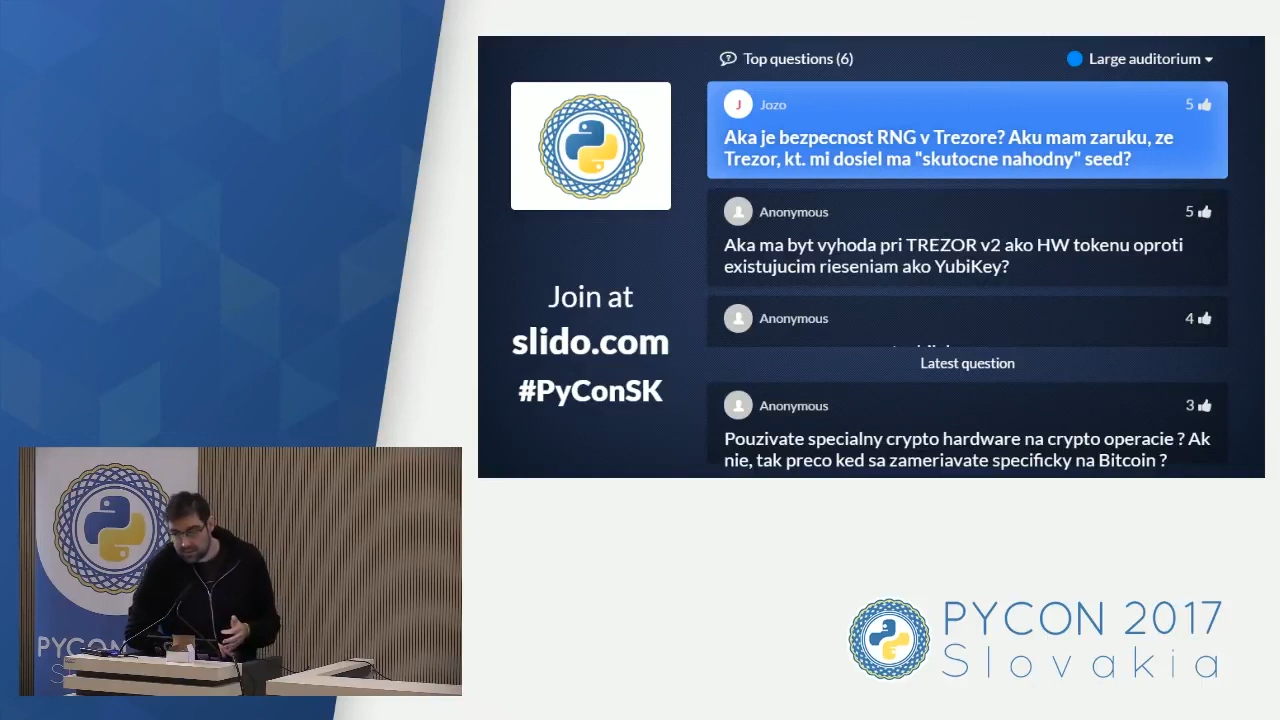 Top questions (6)
Large auditorium
J
Jozo
5
Aka je bezpecnost RNG v Trezore? Aku mam zaruku, ze
Trezor, kt. mi dosiel ma "skutocne nahodny" seed?
Anonymous
5
Aka ma byt vyhoda pri TREZOR v2 ako HW tokenu oproti
existujucim rieseniam ako YubiKey?
Anonymous
4
Latest question
Anonymous
3
Pouzivate specialny crypto hardware na crypto operacie ? Ak
nie, tak preco ked sa zameriavate specificky na Bitcoin ?
Join at
slido.com
#PyConSK
PYCON
PYCON 2017
Slovakia